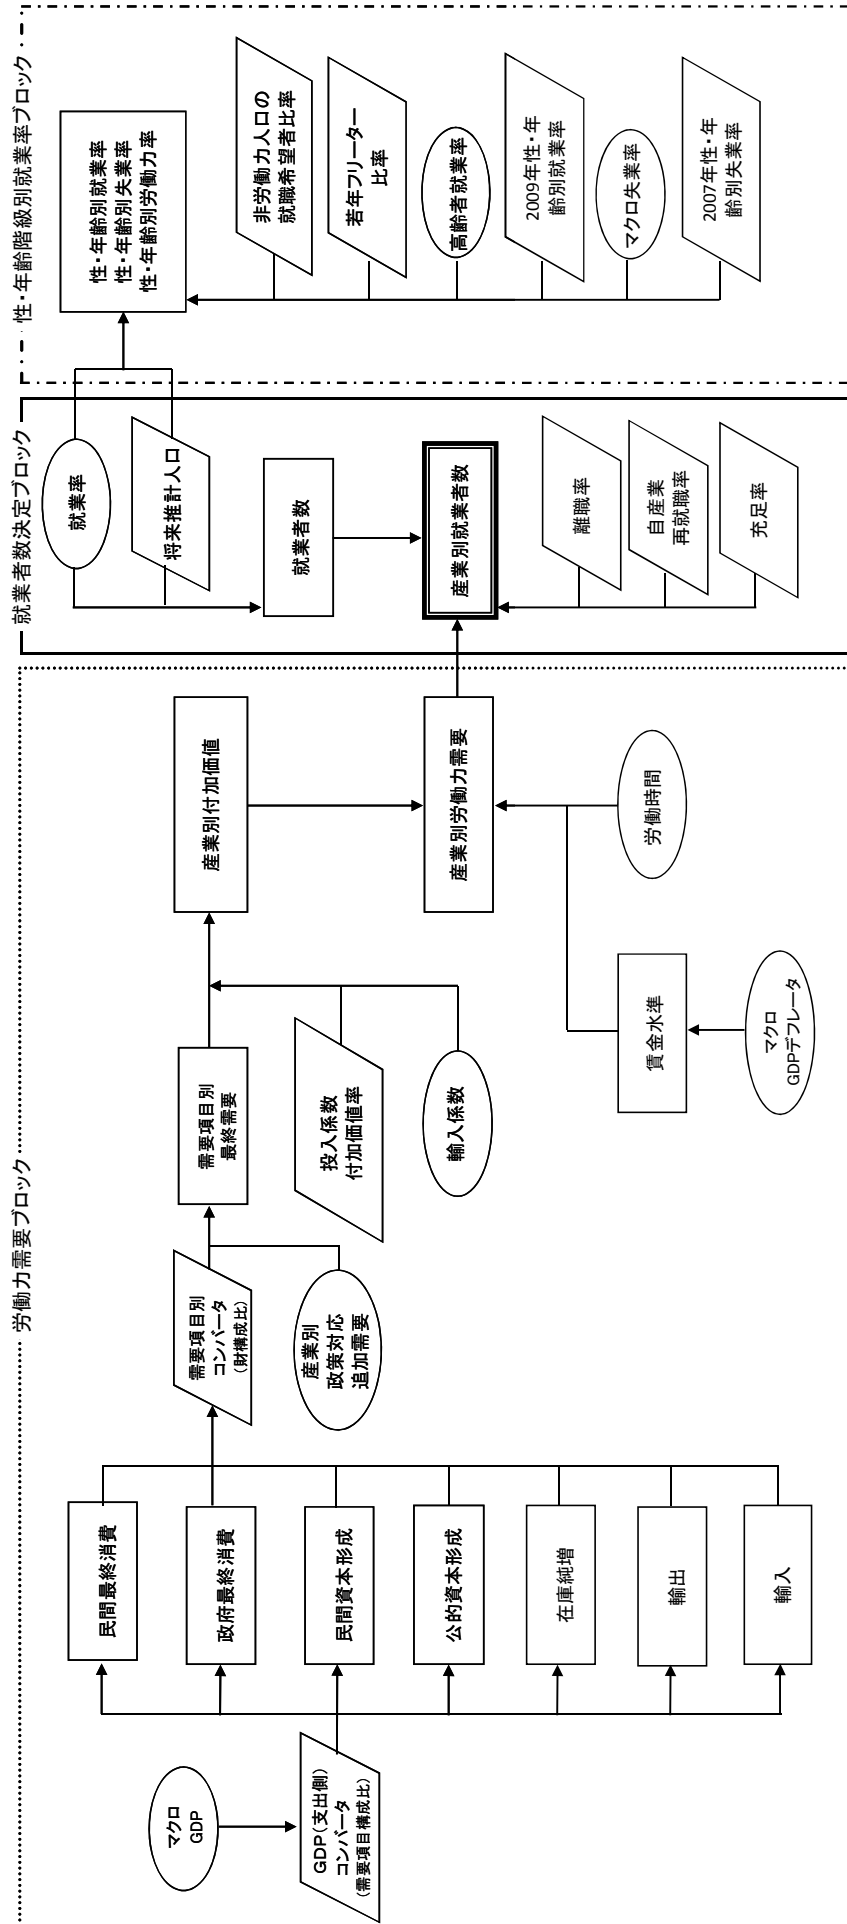 労働力需要ブロック
マクロ
GDP
GDP(支出側)
コンバータ
(需要項目構成比)
民間最終消費
政府最終消費
民間資本形成
公的資本形成
在庫純増
輸出
輸入
需要項目別
コンバータ
(財構成比)
産業別
政策対応
追加需要
需要項目別
最終需要
投入係数
付加価値率
輸入係数
産業別付加価値
産業別労働力需要
賃金水準
マクロ
GDPデフレータ
労働時間
就業者数決定ブロック
就業率
将来推計人口
就業者数
産業別就業者数
離職率
自産業
再就職率
充足率
性・年齢階級別就業率ブロック
性・年齢別就業率
性・年齢別失業率
性・年齢別労働力率
非労働力人口の
就職希望者比率
若年フリーター
比率
高齢者就業率
2009年性・年
齢別就業率
マクロ失業率
2007年性・年
齢別失業率